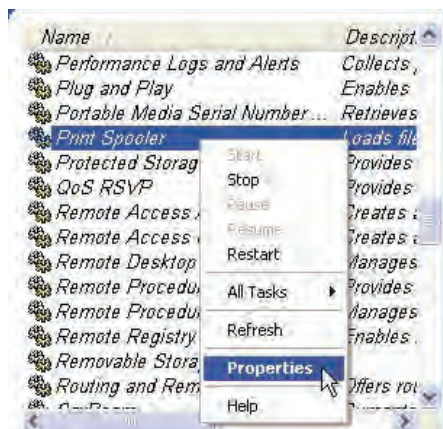 Name Descript
Performance Logs and Alerts Collects
Plug and Play Enables
Portable Media Serial Number... Retrieves
Print Spooler Loads file
Protected Storag Provides
QoS RSVP Provides
Remote Access Creates
Remote Access Creates
Remote Desktop Manages
Remote Procedu Provides
Remote Procedu Manages
Remote Registry Enables
Removable Stora
Routing and Rem Offers rou
Start
Stop
Pause
Resume
Restart
All Tasks
Refresh
Properties
Help